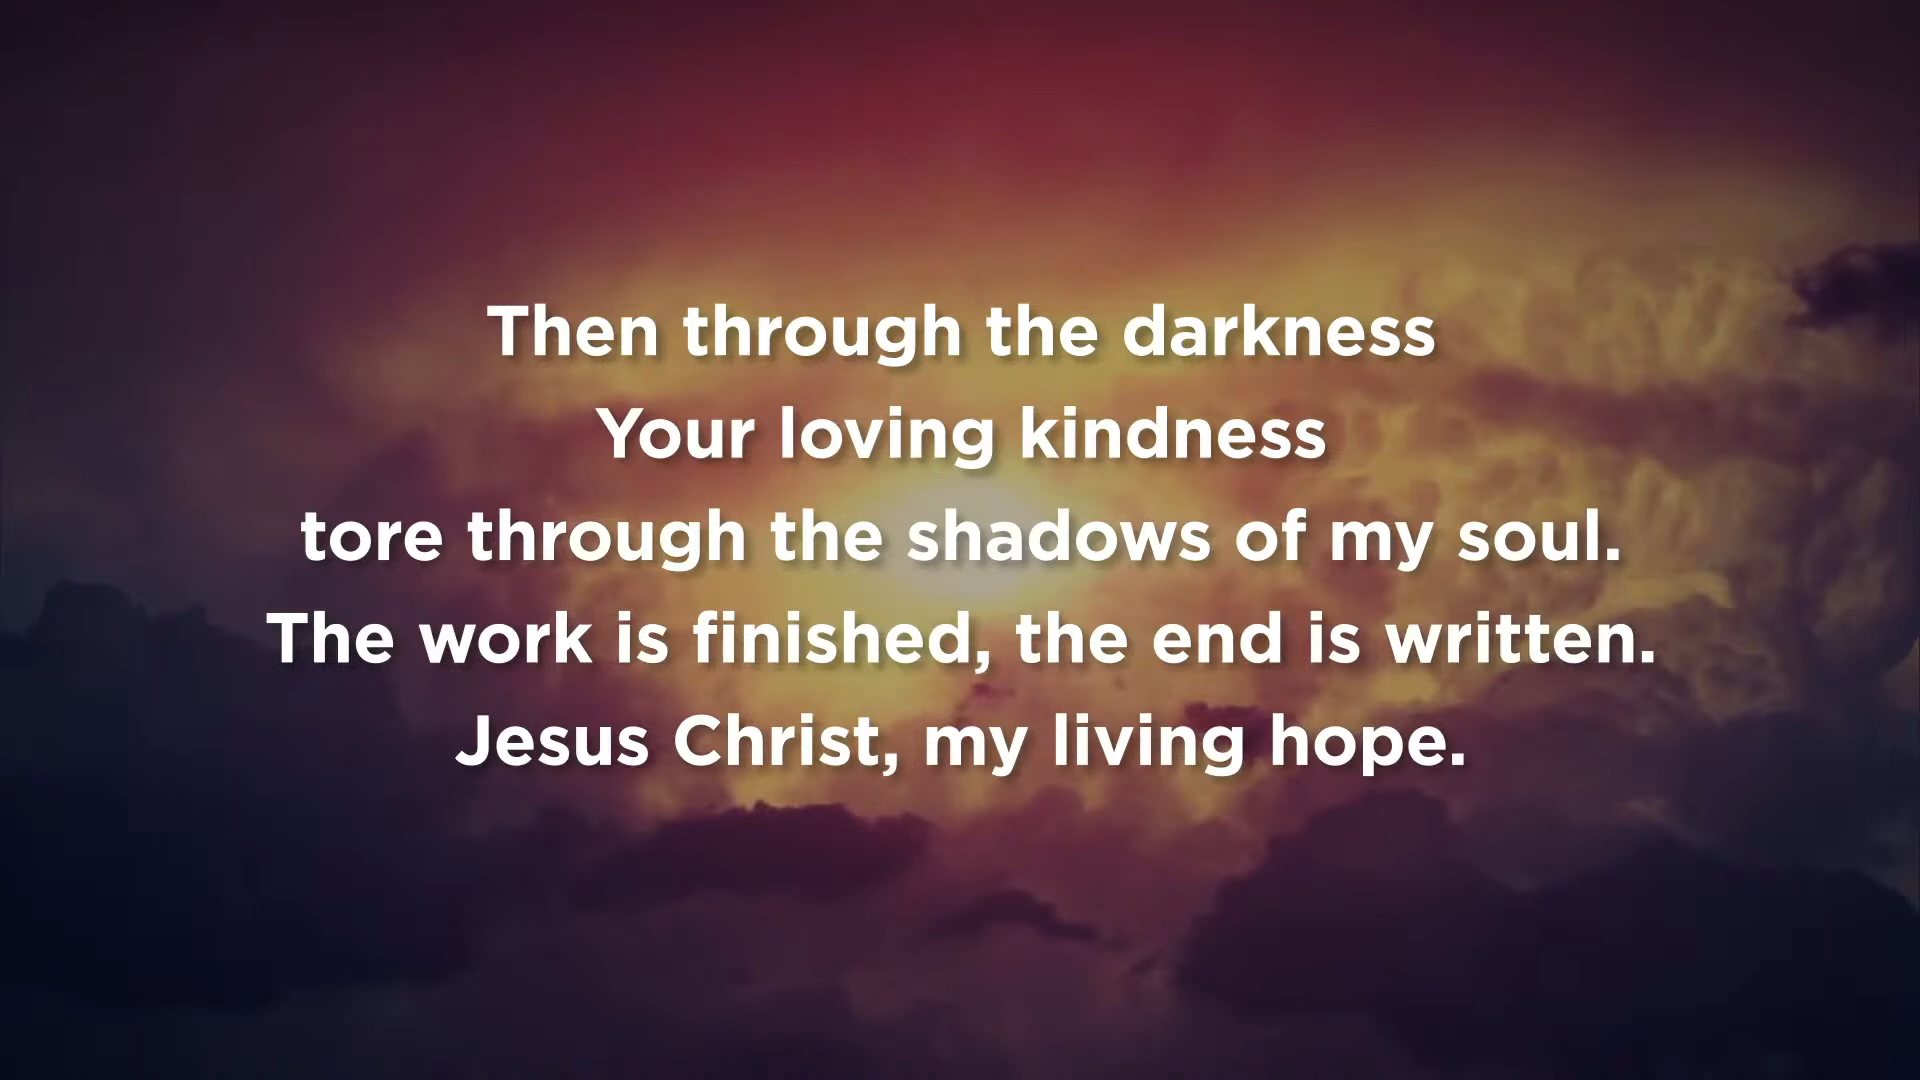 Then through the darkness
Your loving kindness
tore through the shadows of my soul.
The work is finished, the end is written.
Jesus Christ, my living hope.